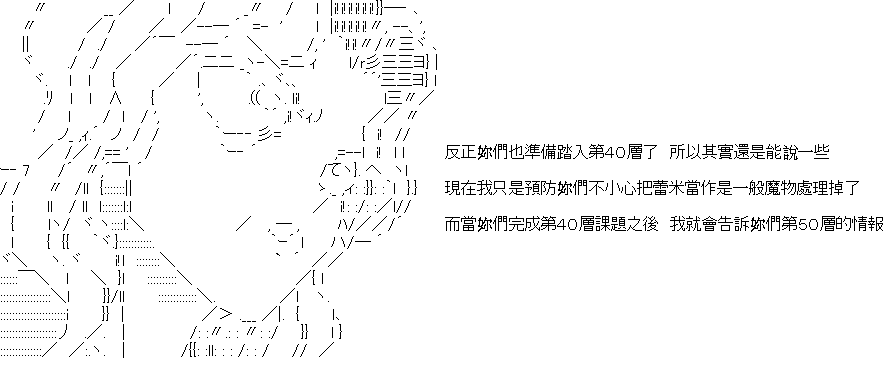 反正妳們也準備踏入第40層了　所以其實還是能說一些
現在我只是預防妳們不小心把蕾米當作是一般魔物處理掉了
而當妳們完成第40層課題之後　我就會告訴妳們第50層的情報